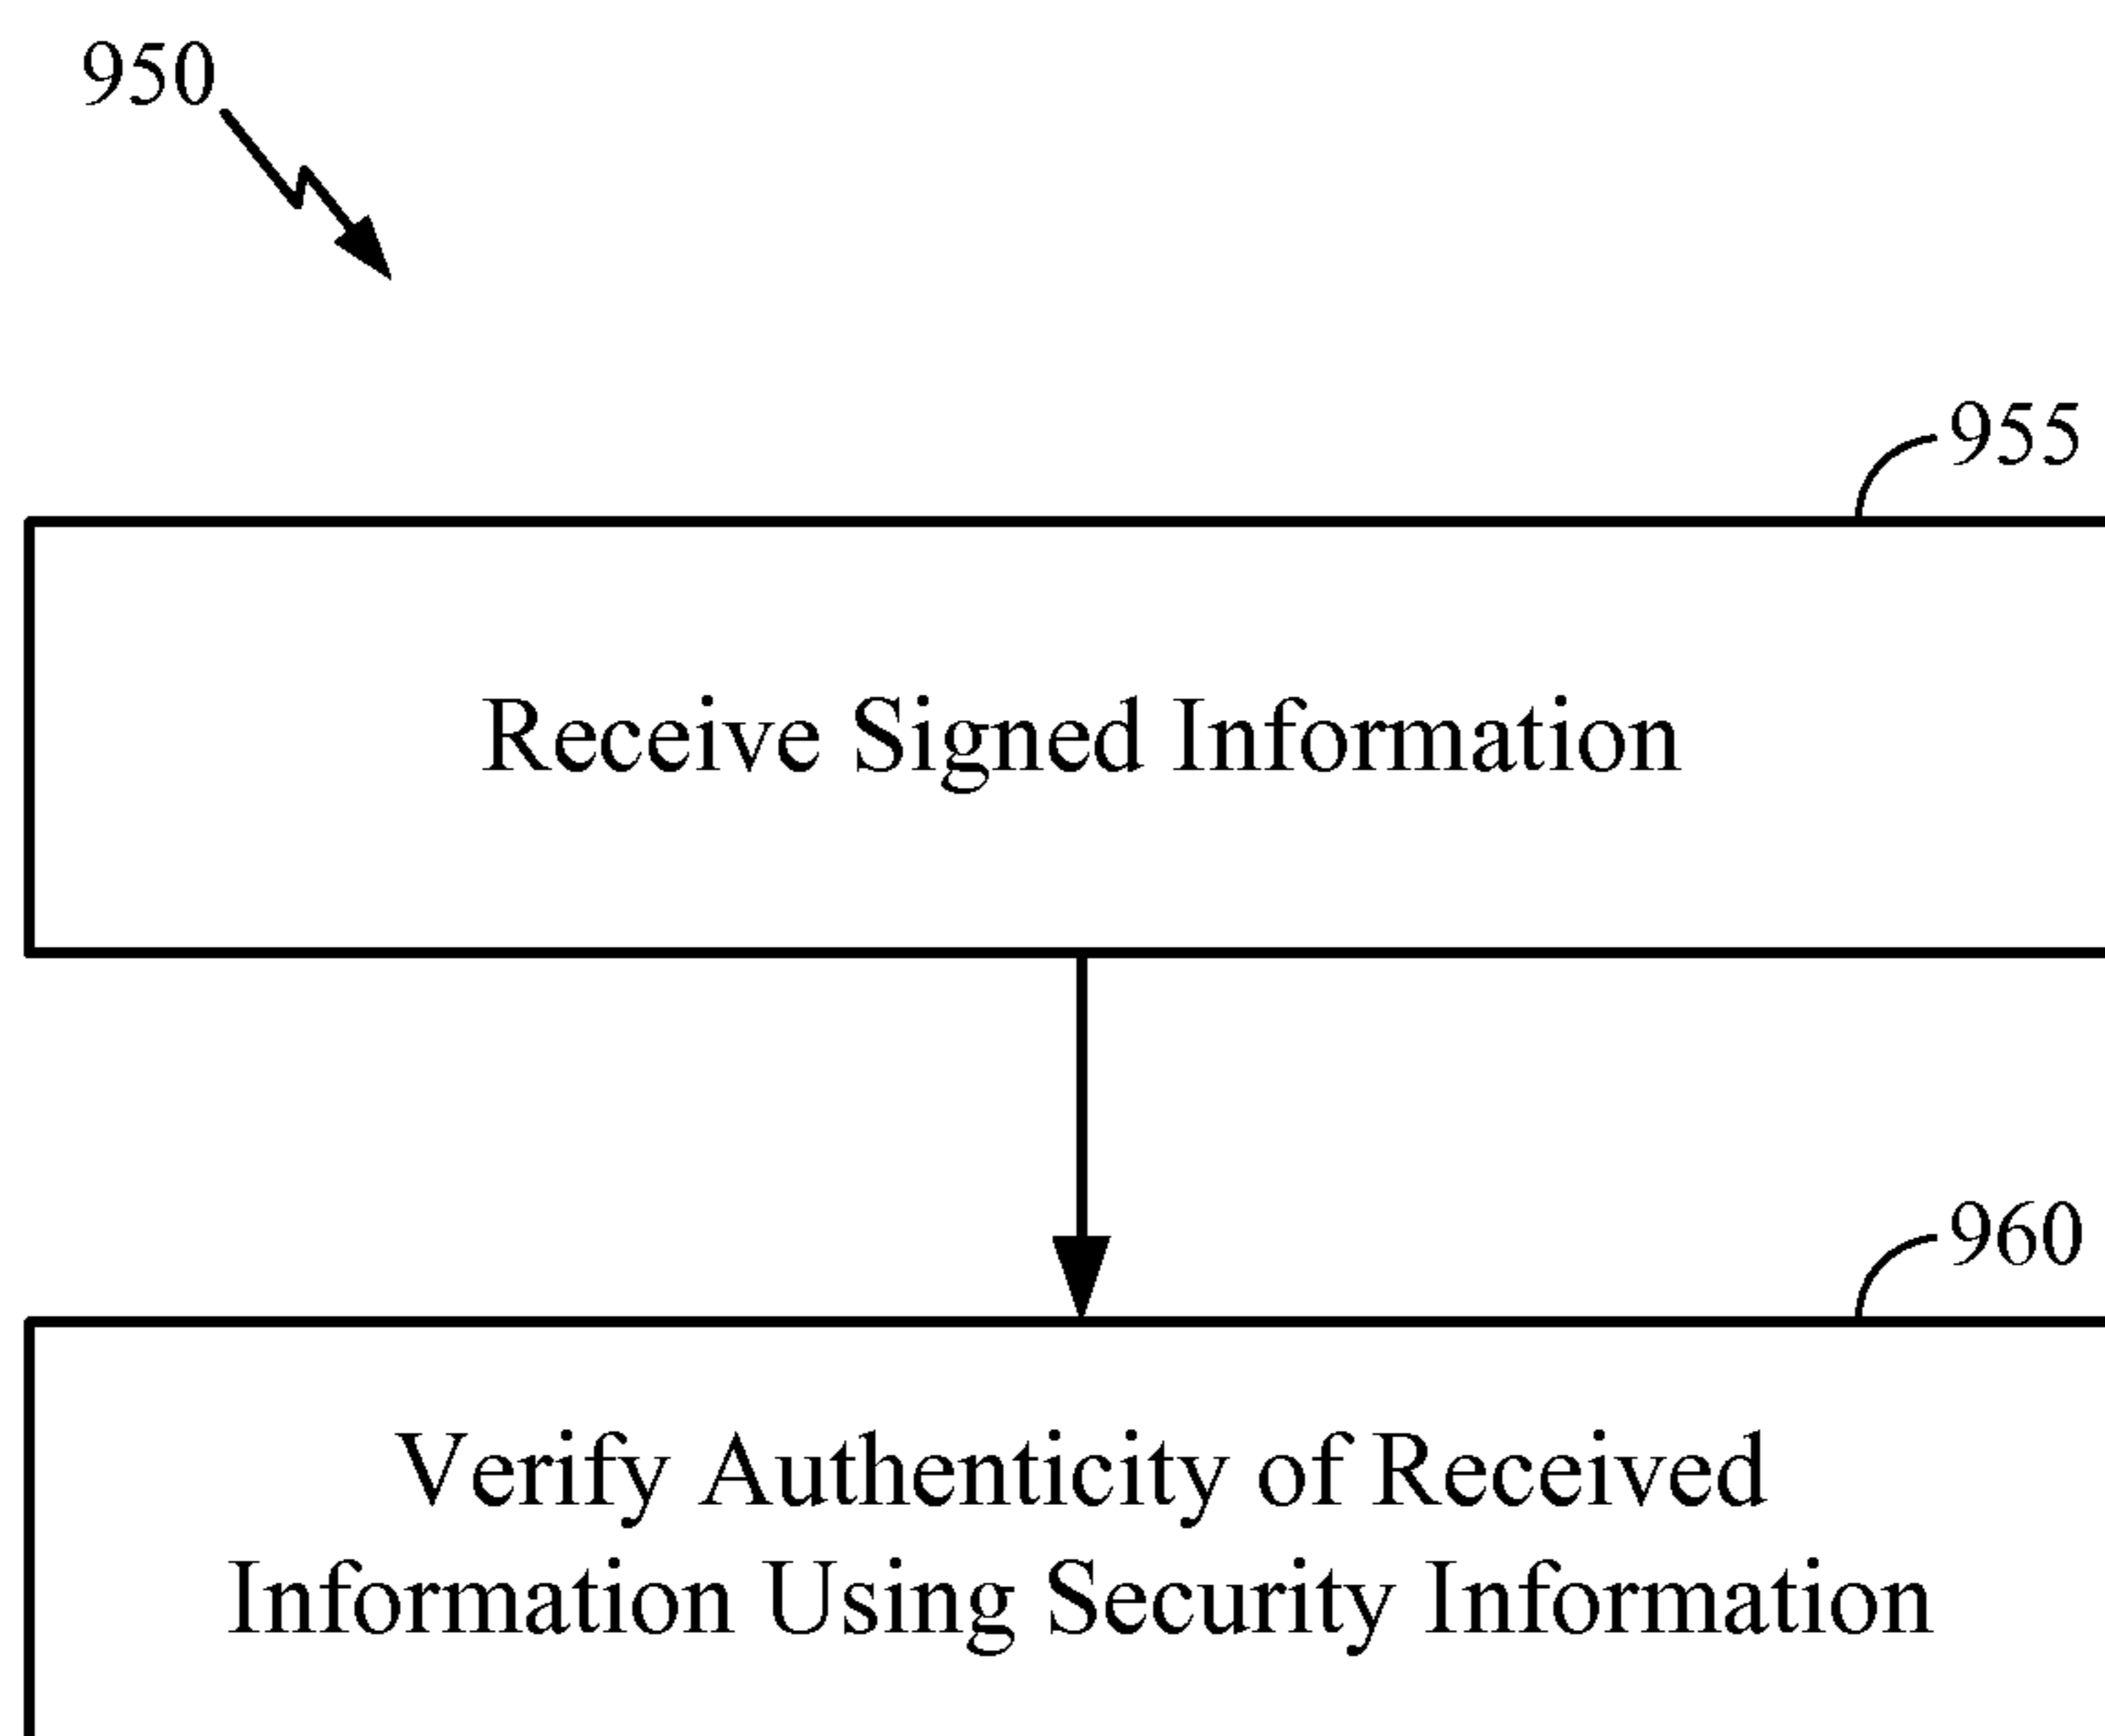 950
955
Receive Signed Information
960
Verify Authenticity of Received
Information Using Security Information